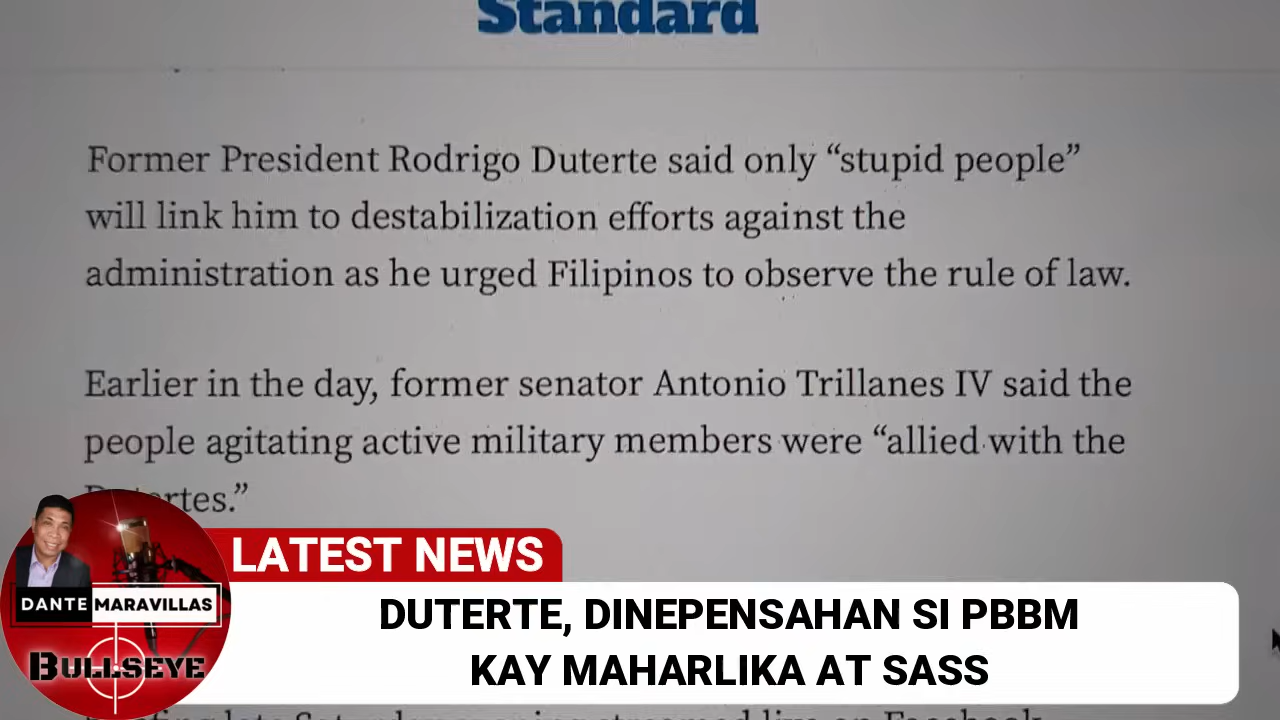 Standard
Former President Rodrigo Duterte said only “stupid people”
will link him to destabilization efforts against the
administration as he urged Filipinos to observe the rule of law.
Earlier in the day, former senator Antonio Trillanes IV said the
people agitating active military members were “allied with the
Dutertes.”
LATEST NEWS
DANTE MARAVILLAS
BULLSEYE
DUTERTE, DINEPENSAHAN SI PBBM
KAY MAHARLIKA AT SASS